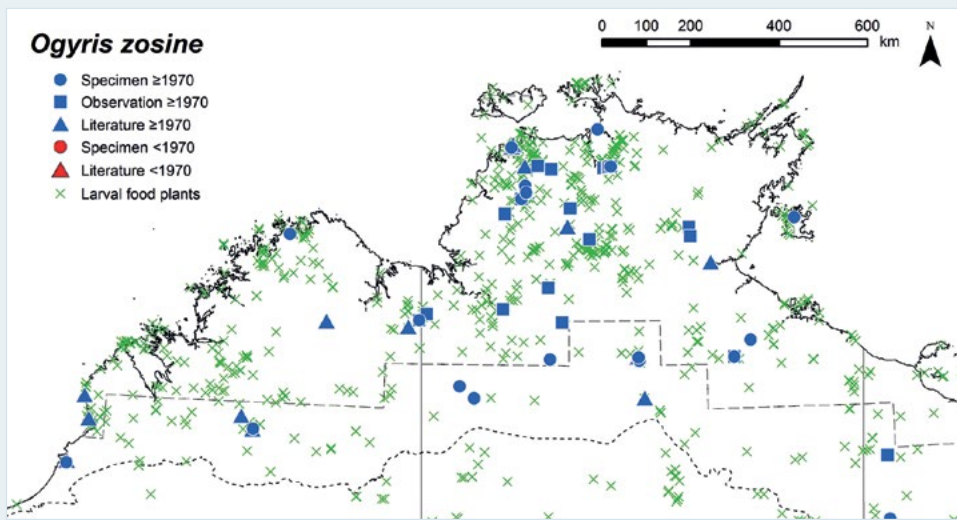 Ogyris zosine
Specimen ≥1970
Observation ≥1970
Literature ≥1970
Specimen <1970
Literature <1970
Larval food plants
0 100 200 400 600
km
N